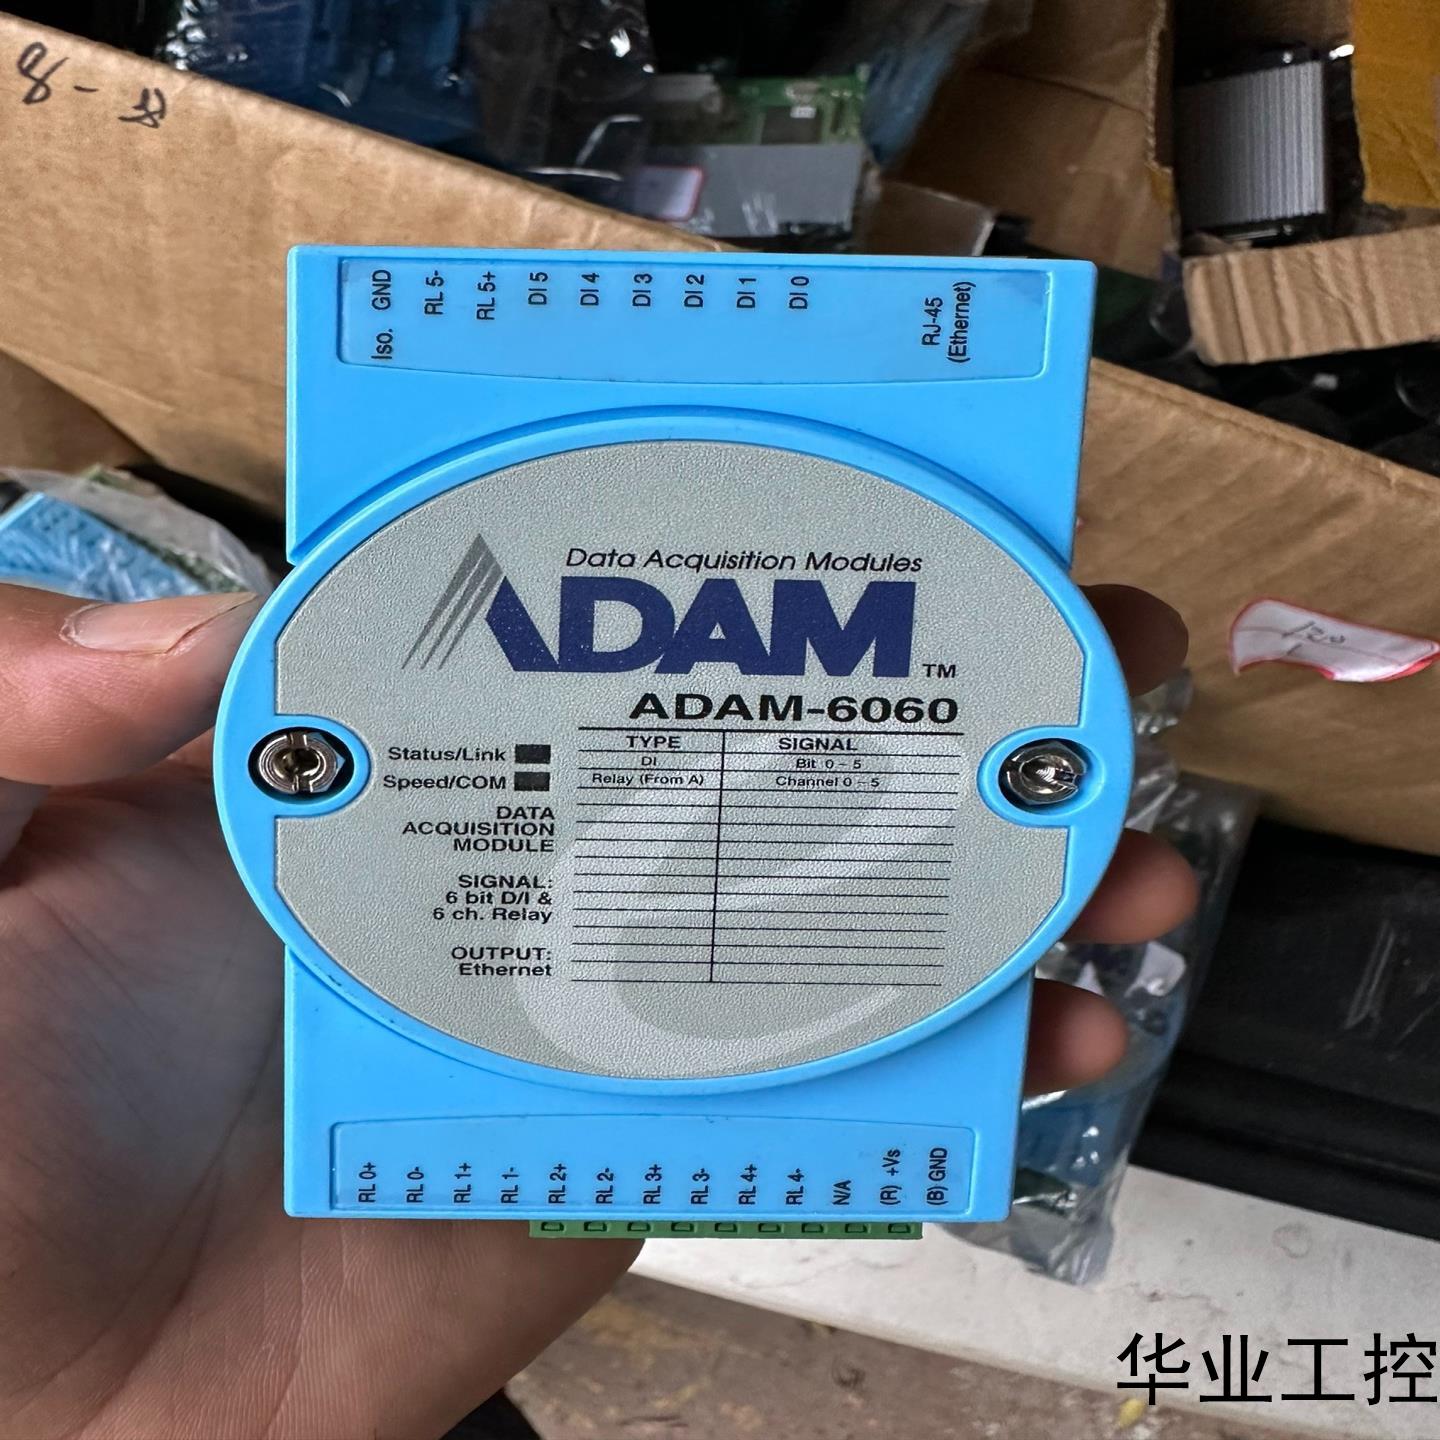 Iso. GND
RL 5-
RL 5+
DI 5
DI 4
DI 3
DI 2
DI 1
DI 0
RJ-45
(Ethernet)
Data Acquisition Modules
ADAM TM
ADAM-6060
Status/Link
Speed/COM
TYPE SIGNAL
DI Bit 0 ~ 5
Relay (From A) Channel 0 ~ 5
DATA
ACQUISITION
MODULE
SIGNAL:
6 bit D/I &
6 ch. Relay
OUTPUT:
Ethernet
RL 0+
RL 0-
RL 1+
RL 1-
RL 2+
RL 2-
RL 3+
RL 3-
RL 4+
RL 4-
N/A
(R) +Vs
(B) GND
华业工控